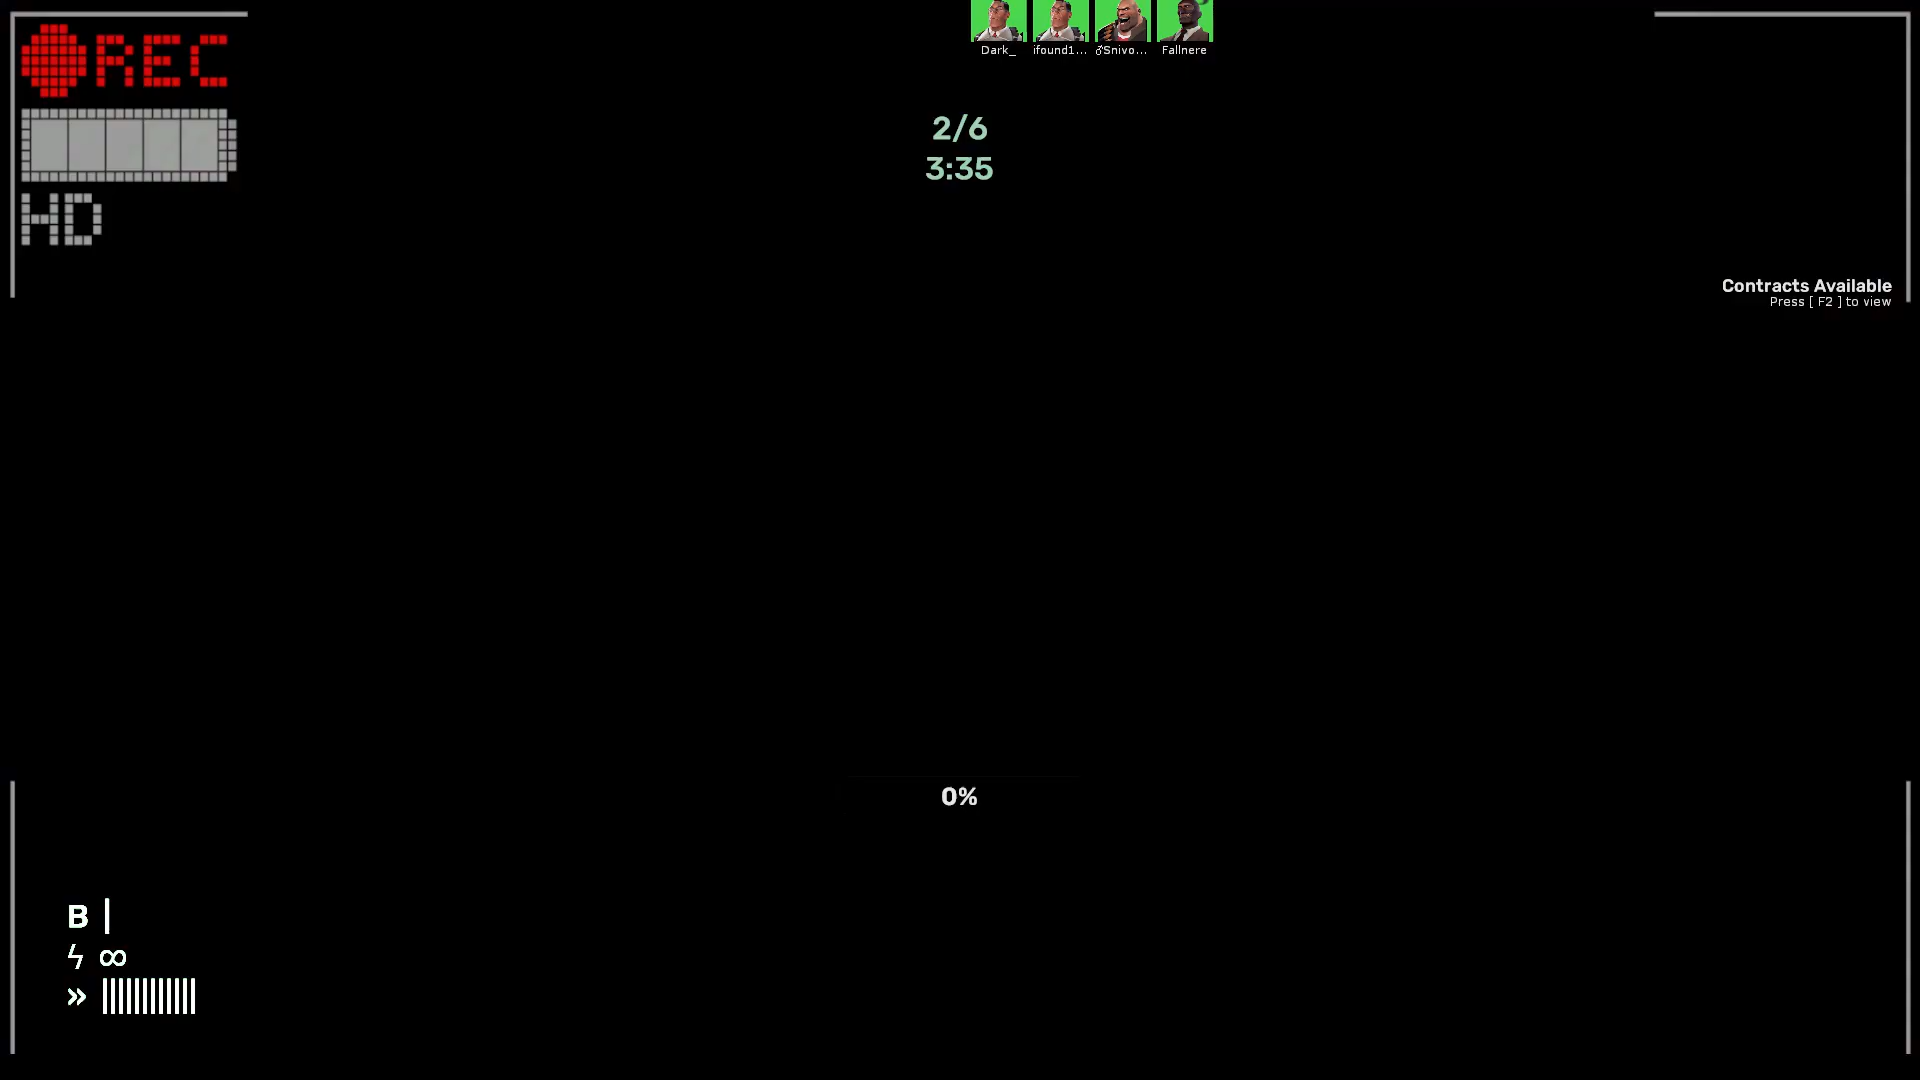 REC
HD
Dark_ ifound1... ♂Snivo... Fallnere
2/6
3:35
Contracts Available
Press [ F2 ] to view
0%
B |
ϟ ∞
» ||||||||||||